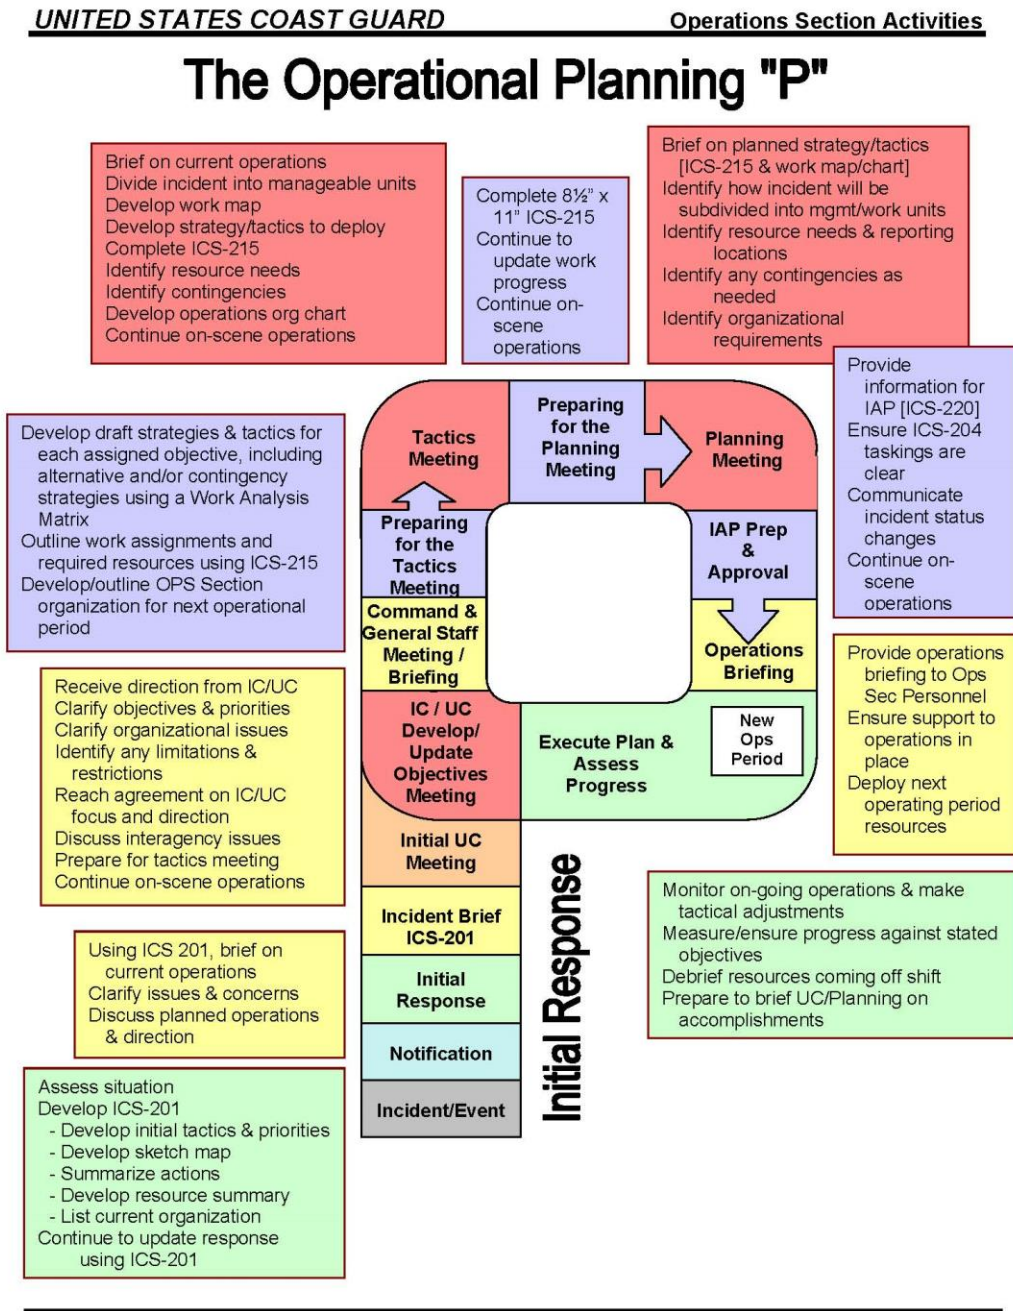 UNITED STATES COAST GUARD
Operations Section Activities
The Operational Planning "P"
Brief on current operations
Divide incident into manageable units
Develop work map
Develop strategy/tactics to deploy
Complete ICS-215
Identify resource needs
Identify contingencies
Develop operations org chart
Continue on-scene operations
Complete 8½” x
11” ICS-215
Continue to
update work
progress
Continue on-
scene
operations
Brief on planned strategy/tactics
[ICS-215 & work map/chart]
Identify how incident will be
subdivided into mgmt/work units
Identify resource needs & reporting
locations
Identify any contingencies as
needed
Identify organizational
requirements
Provide
information for
IAP [ICS-220]
Ensure ICS-204
taskings are
clear
Communicate
incident status
changes
Continue on-
scene
operations
Develop draft strategies & tactics for
each assigned objective, including
alternative and/or contingency
strategies using a Work Analysis
Matrix
Outline work assignments and
required resources using ICS-215
Develop/outline OPS Section
organization for next operational
period
Tactics
Meeting
Preparing
for the
Planning
Meeting
Planning
Meeting
Preparing
for the
Tactics
Meeting
IAP Prep
&
Approval
Command &
General Staff
Meeting /
Briefing
Operations
Briefing
IC / UC
Develop/
Update
Objectives
Meeting
Execute Plan &
Assess
Progress
New
Ops
Period
Initial UC
Meeting
Incident Brief
ICS-201
Initial
Response
Notification
Incident/Event
Initial Response
Receive direction from IC/UC
Clarify objectives & priorities
Clarify organizational issues
Identify any limitations &
restrictions
Reach agreement on IC/UC
focus and direction
Discuss interagency issues
Prepare for tactics meeting
Continue on-scene operations
Provide operations
briefing to Ops
Sec Personnel
Ensure support to
operations in
place
Deploy next
operating period
resources
Using ICS 201, brief on
current operations
Clarify issues & concerns
Discuss planned operations
& direction
Monitor on-going operations & make
tactical adjustments
Measure/ensure progress against stated
objectives
Debrief resources coming off shift
Prepare to brief UC/Planning on
accomplishments
Assess situation
Develop ICS-201
- Develop initial tactics & priorities
- Develop sketch map
- Summarize actions
- Develop resource summary
- List current organization
Continue to update response
using ICS-201